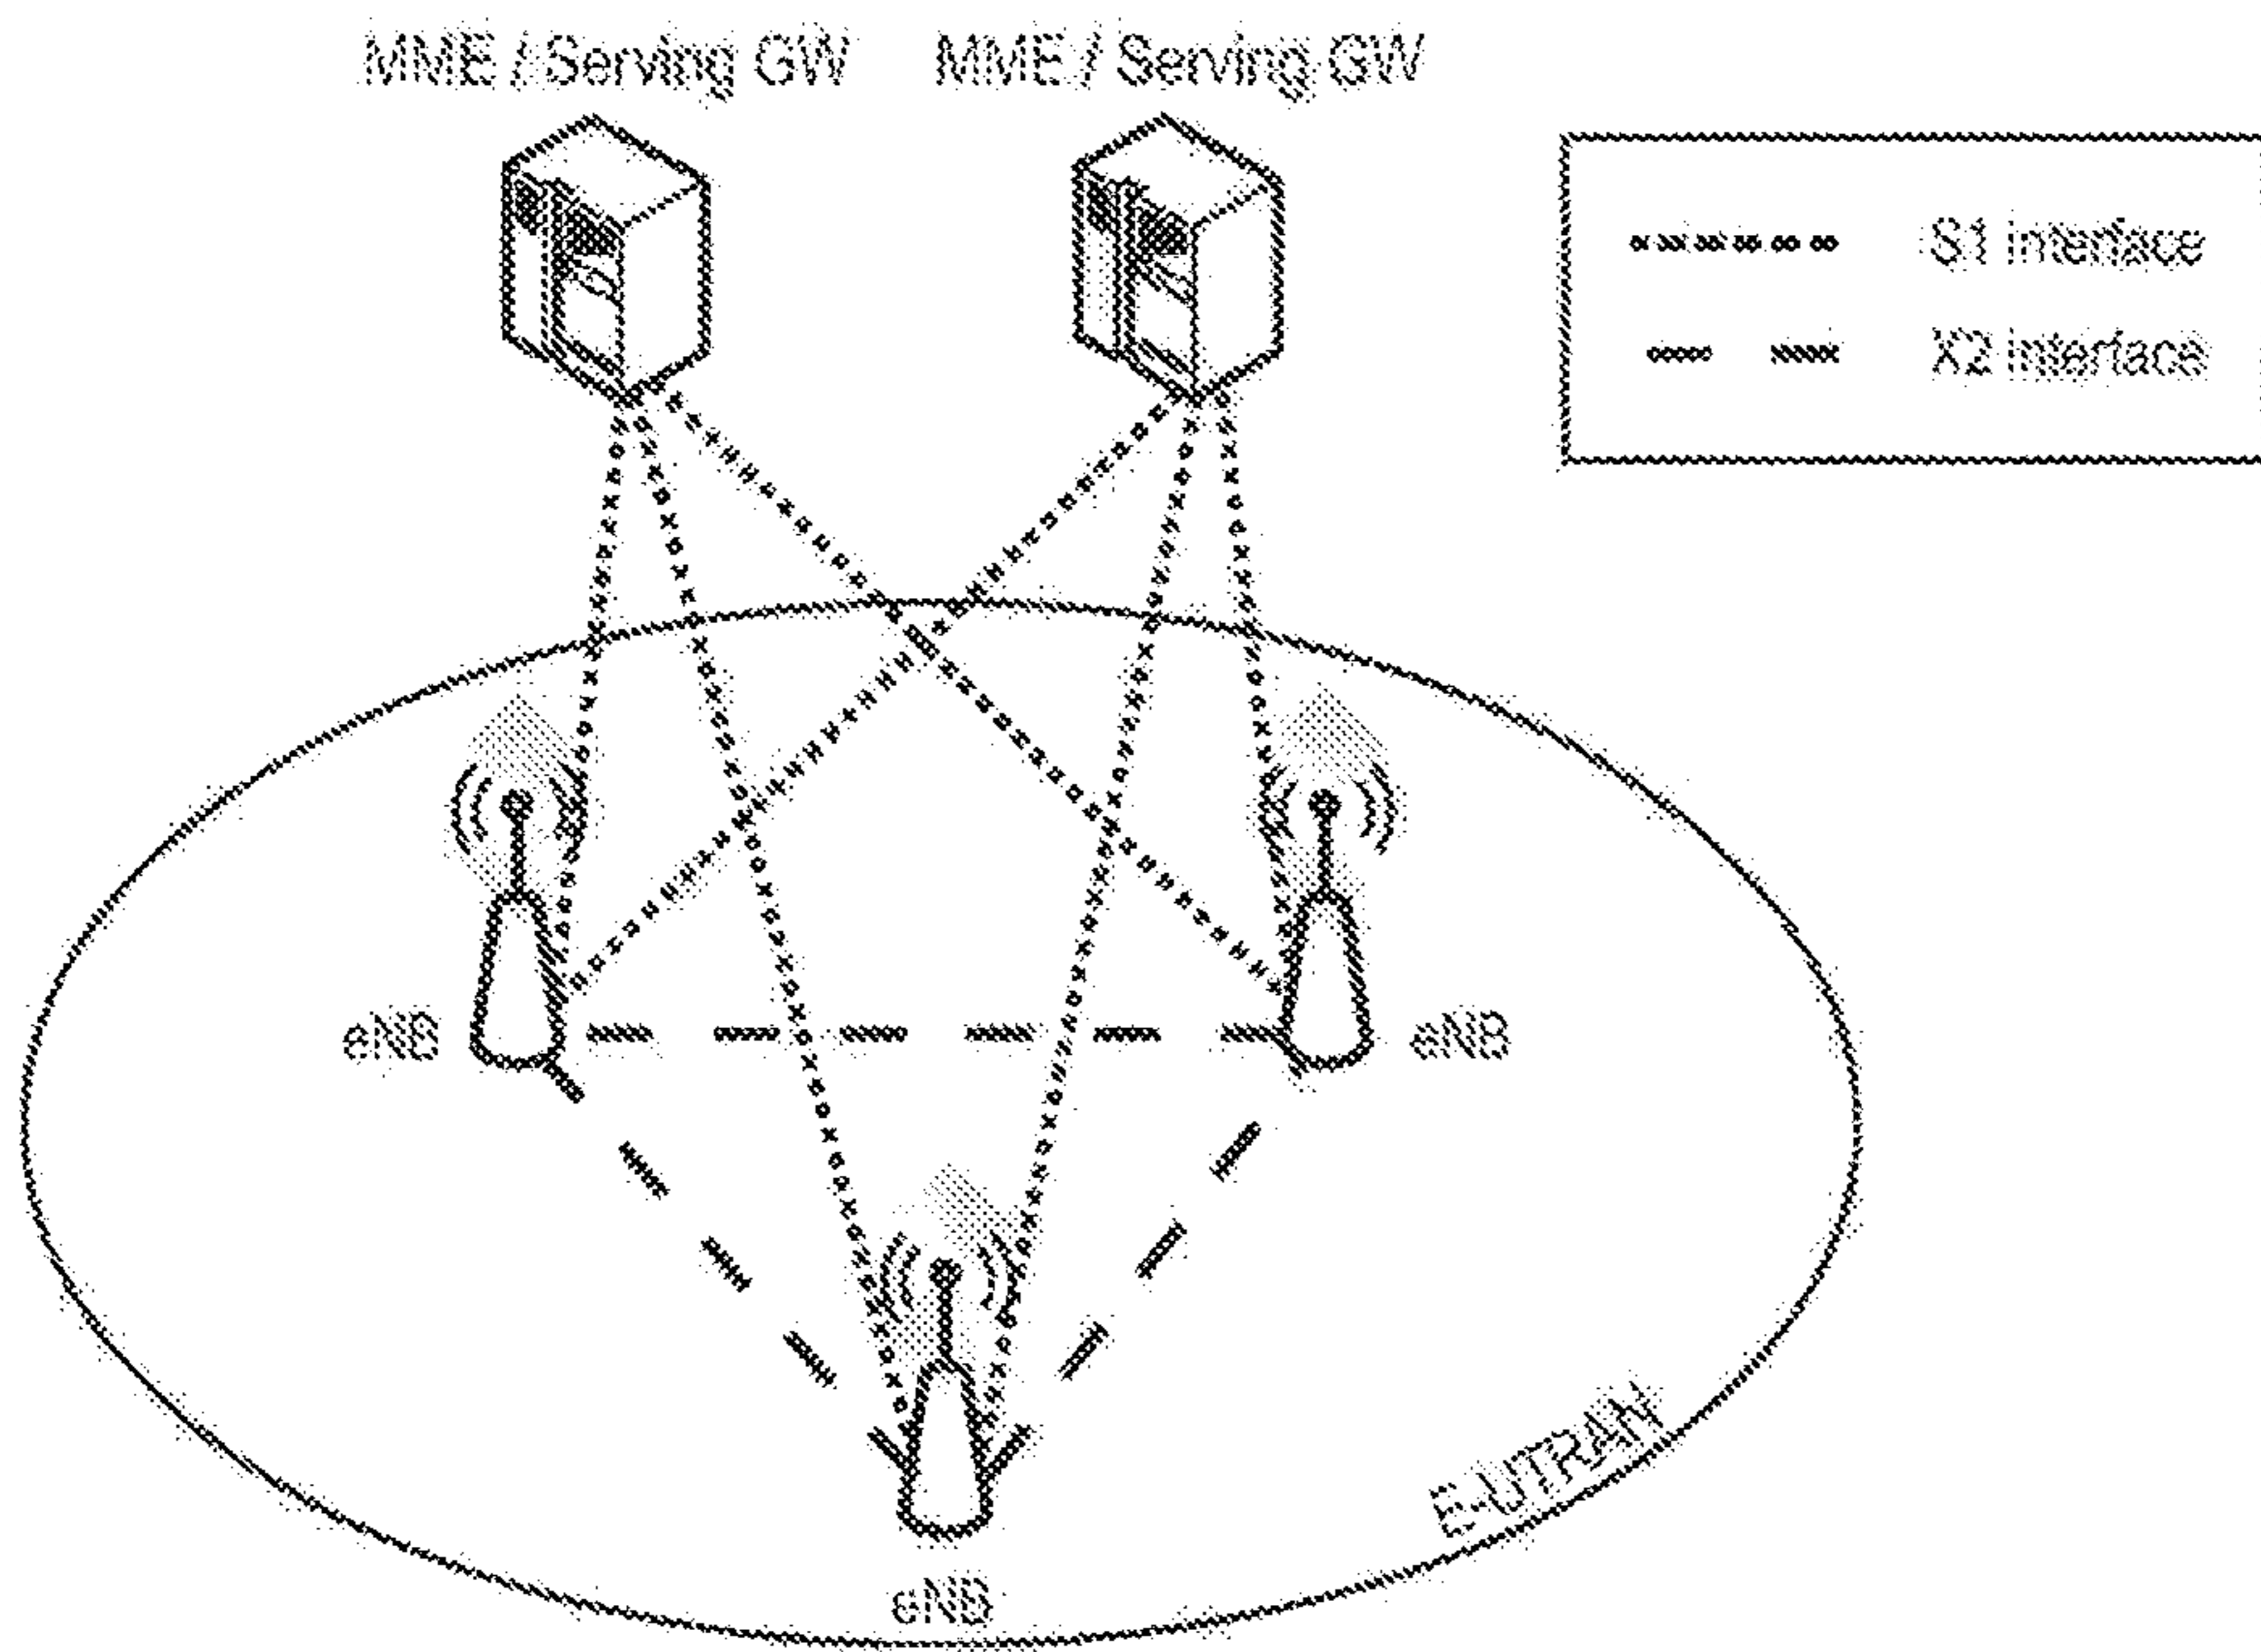 MME / Serving GW
MME / Serving GW
S1 interface
X2 interface
eNB
eNB
eNB
E-UTRAN